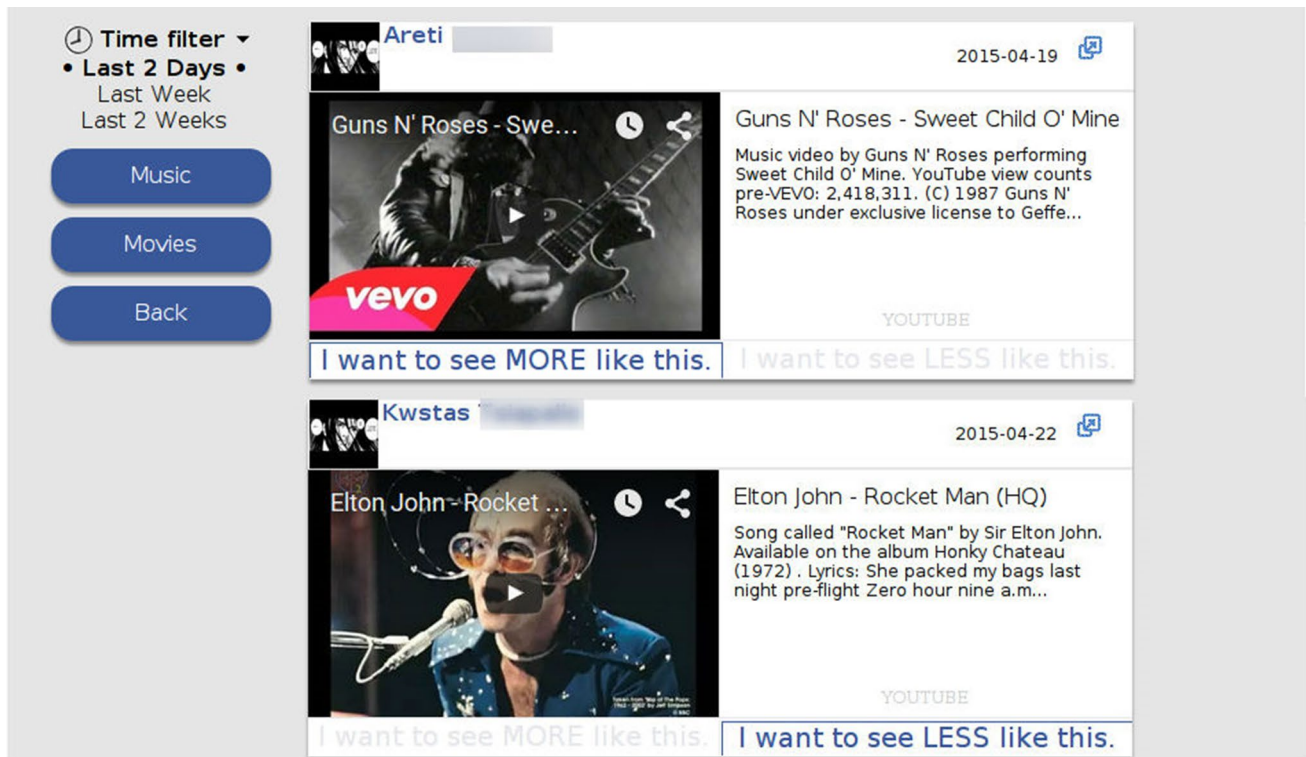 Time filter
• Last 2 Days •
Last Week
Last 2 Weeks
Music
Movies
Back
Areti
2015-04-19
Guns N' Roses - Swe...
vevo
Guns N' Roses - Sweet Child O' Mine
Music video by Guns N' Roses performing
Sweet Child O' Mine. YouTube view counts
pre-VEVO: 2,418,311. (C) 1987 Guns N'
Roses under exclusive license to Geffe...
YOUTUBE
I want to see MORE like this.
I want to see LESS like this.
Kwstas
2015-04-22
Elton John - Rocket ...
Elton John - Rocket Man (HQ)
Song called "Rocket Man" by Sir Elton John.
Available on the album Honky Chateau
(1972) . Lyrics: She packed my bags last
night pre-flight Zero hour nine a.m...
YOUTUBE
I want to see MORE like this.
I want to see LESS like this.